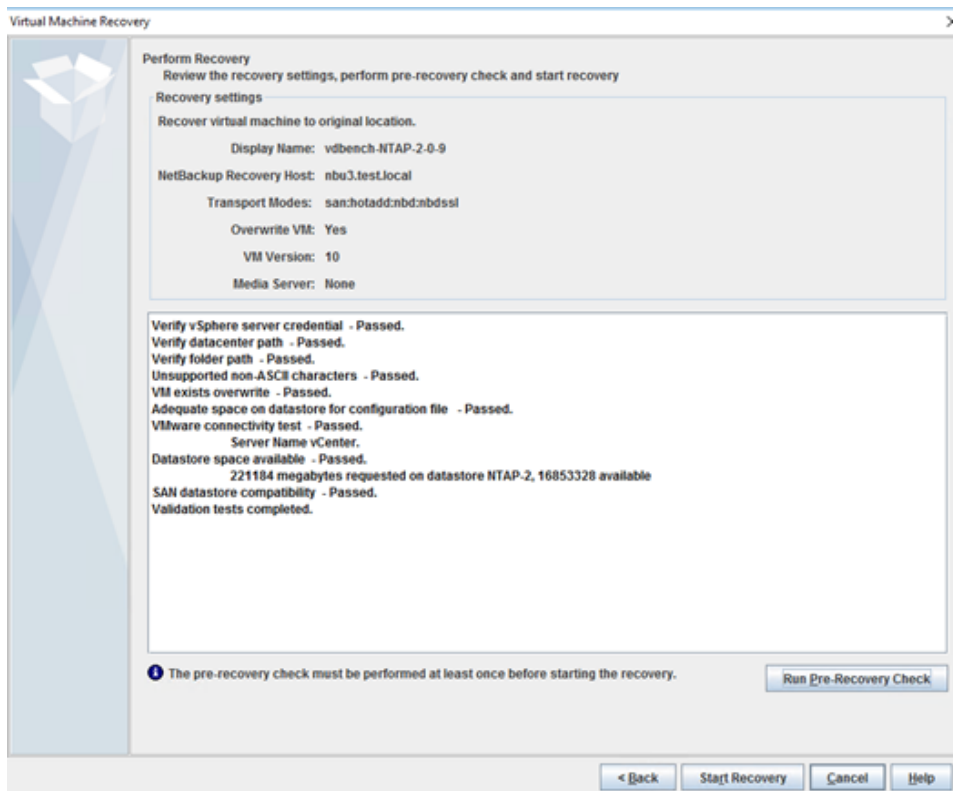 Virtual Machine Recovery
Perform Recovery
Review the recovery settings, perform pre-recovery check and start recovery
Recovery settings
Recover virtual machine to original location.
Display Name: vdbench-NTAP-2-0-9
NetBackup Recovery Host: nbu3.test.local
Transport Modes: san:hotadd:nbd:nbdssl
Overwrite VM: Yes
VM Version: 10
Media Server: None
Verify vSphere server credential - Passed.
Verify datacenter path - Passed.
Verify folder path - Passed.
Unsupported non-ASCII characters - Passed.
VM exists overwrite - Passed.
Adequate space on datastore for configuration file - Passed.
VMware connectivity test - Passed.
Server Name vCenter.
Datastore space available - Passed.
221184 megabytes requested on datastore NTAP-2, 16853328 available
SAN datastore compatibility - Passed.
Validation tests completed.
The pre-recovery check must be performed at least once before starting the recovery.
Run Pre-Recovery Check
< Back Start Recovery Cancel Help